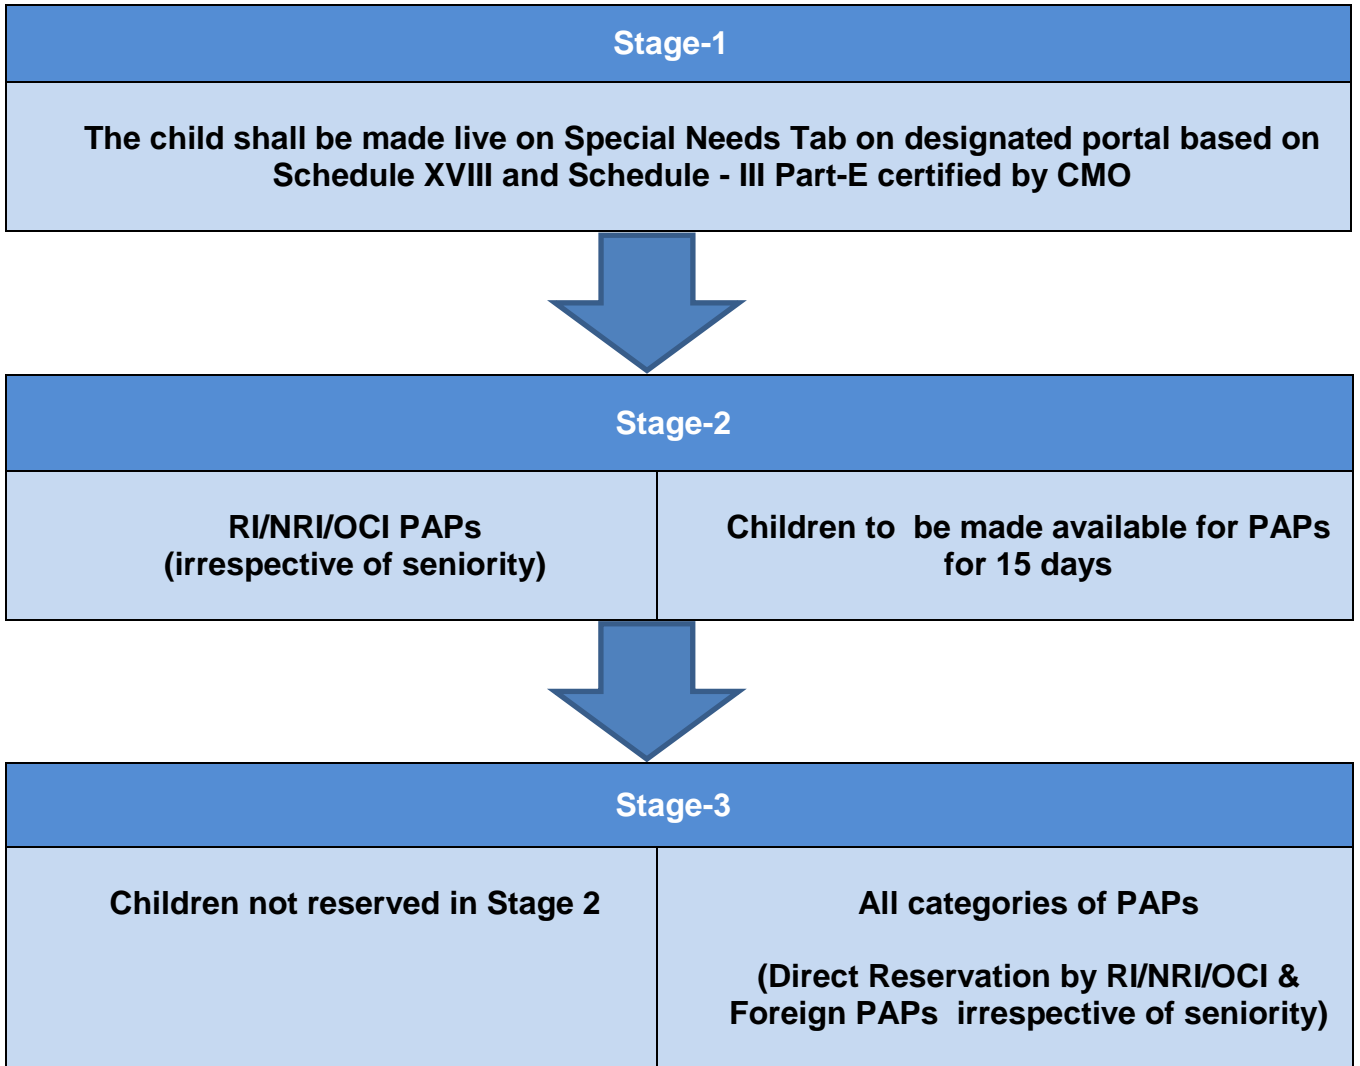 Stage-1
The child shall be made live on Special Needs Tab on designated portal based on
Schedule XVIII and Schedule - III Part-E certified by CMO
Stage-2
RI/NRI/OCI PAPs
(irrespective of seniority)
Children to be made available for PAPs
for 15 days
Stage-3
Children not reserved in Stage 2
All categories of PAPs
(Direct Reservation by RI/NRI/OCI &
Foreign PAPs irrespective of seniority)